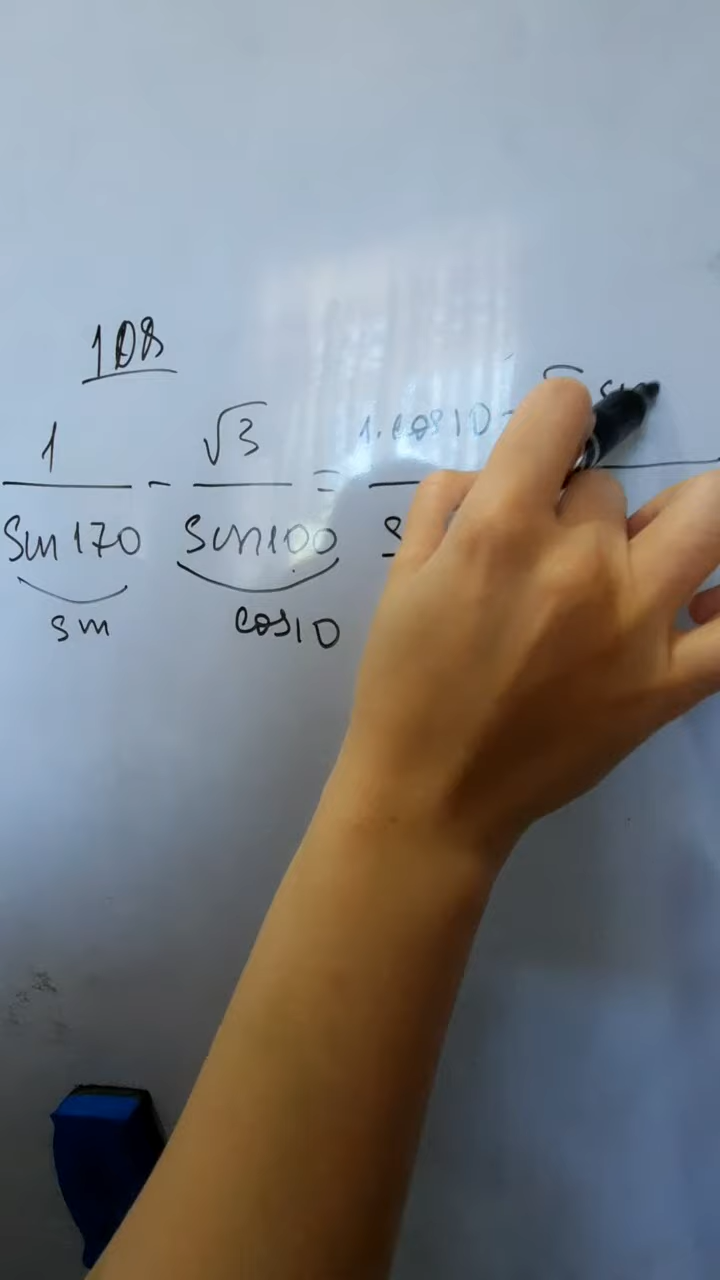 108
1/sin170 - √3/sin100 = 1·cos10 -
sin cos10